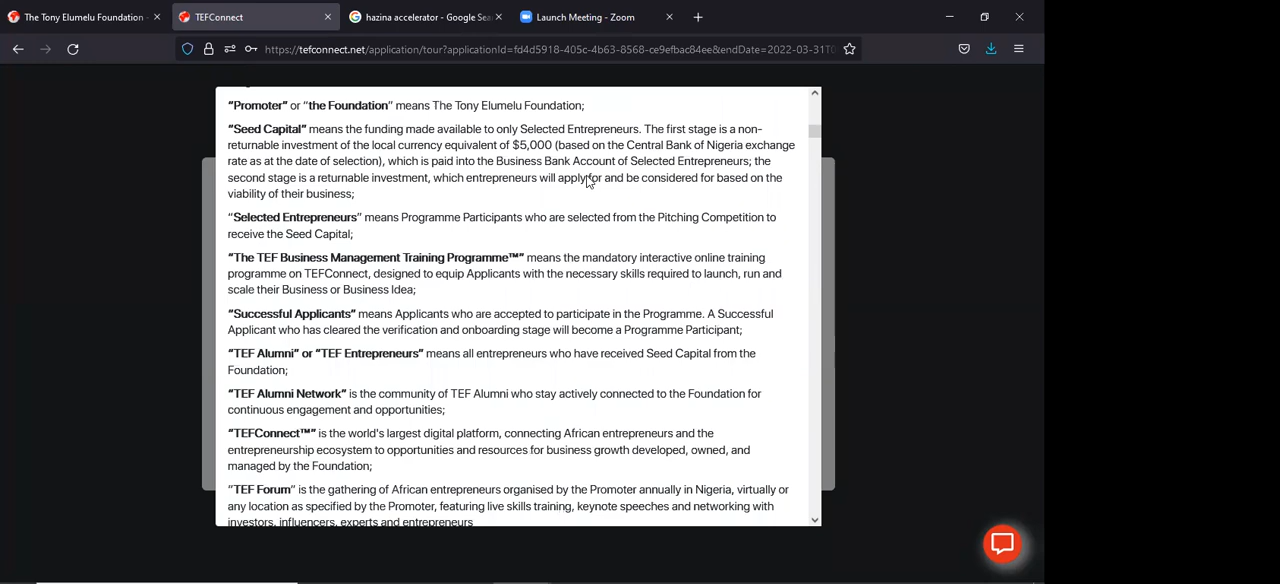 The Tony Elumelu Foundation -
TEFConnect
hazina accelerator - Google Sea
Launch Meeting - Zoom
https://tefconnect.net/application/tour?applicationId=fd4d5918-405c-4b63-8568-ce9efbac84ee&endDate=2022-03-31T0
“Promoter” or “the Foundation” means The Tony Elumelu Foundation;
“Seed Capital” means the funding made available to only Selected Entrepreneurs. The first stage is a non-
returnable investment of the local currency equivalent of $5,000 (based on the Central Bank of Nigeria exchange
rate as at the date of selection), which is paid into the Business Bank Account of Selected Entrepreneurs; the
second stage is a returnable investment, which entrepreneurs will apply for and be considered for based on the
viability of their business;
“Selected Entrepreneurs” means Programme Participants who are selected from the Pitching Competition to
receive the Seed Capital;
“The TEF Business Management Training Programme™” means the mandatory interactive online training
programme on TEFConnect, designed to equip Applicants with the necessary skills required to launch, run and
scale their Business or Business Idea;
“Successful Applicants” means Applicants who are accepted to participate in the Programme. A Successful
Applicant who has cleared the verification and onboarding stage will become a Programme Participant;
“TEF Alumni” or “TEF Entrepreneurs” means all entrepreneurs who have received Seed Capital from the
Foundation;
“TEF Alumni Network” is the community of TEF Alumni who stay actively connected to the Foundation for
continuous engagement and opportunities;
“TEFConnect™” is the world's largest digital platform, connecting African entrepreneurs and the
entrepreneurship ecosystem to opportunities and resources for business growth developed, owned, and
managed by the Foundation;
“TEF Forum” is the gathering of African entrepreneurs organised by the Promoter annually in Nigeria, virtually or
any location as specified by the Promoter, featuring live skills training, keynote speeches and networking with
investors, influencers, experts and entrepreneurs